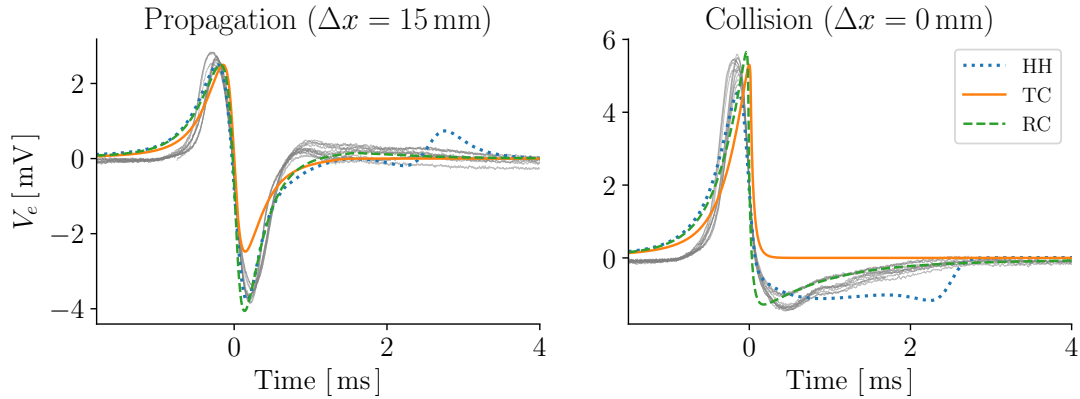 Propagation (Δx = 15 mm)
V_e [mV]
2
0
−2
−4
0
2
4
Time [ms]
Collision (Δx = 0 mm)
6
4
2
0
0
2
4
Time [ms]
HH
TC
RC